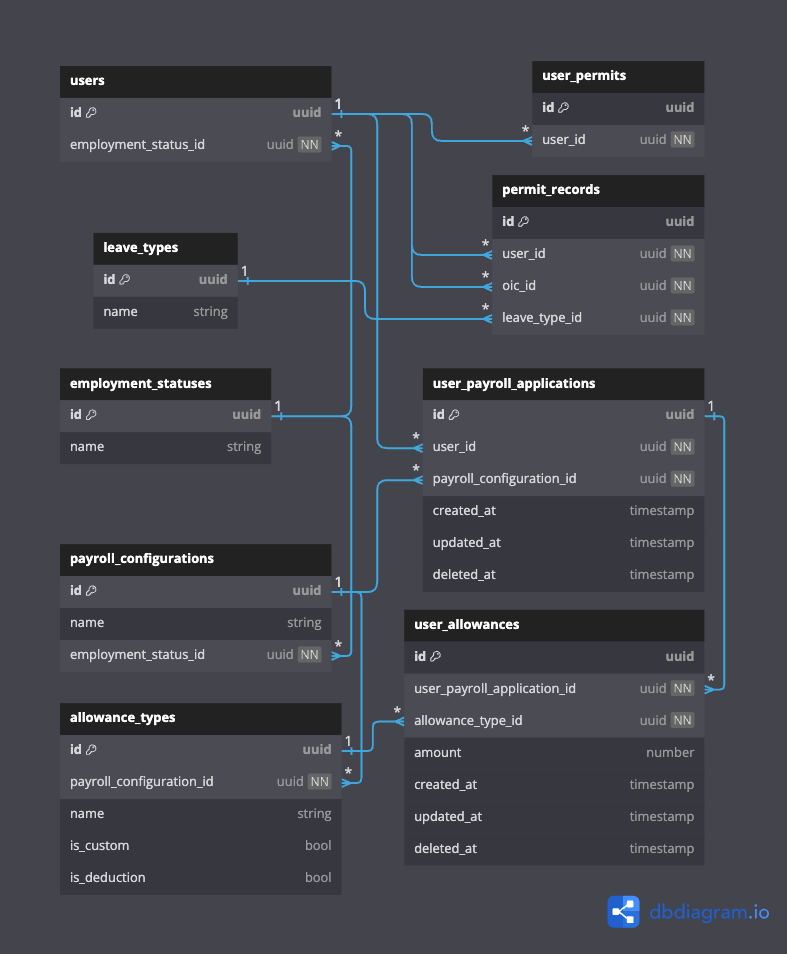 users
id uuid
employment_status_id uuid NN
1
*
user_permits
id uuid
user_id uuid NN
*
permit_records
id uuid
user_id uuid NN
oic_id uuid NN
leave_type_id uuid NN
*
*
*
leave_types
id uuid
name string
1
employment_statuses
id uuid
name string
1
user_payroll_applications
id uuid
user_id uuid NN
payroll_configuration_id uuid NN
created_at timestamp
updated_at timestamp
deleted_at timestamp
1
*
*
payroll_configurations
id uuid
name string
employment_status_id uuid NN
1
*
user_allowances
id uuid
user_payroll_application_id uuid NN
allowance_type_id uuid NN
amount number
created_at timestamp
updated_at timestamp
deleted_at timestamp
*
*
allowance_types
id uuid
payroll_configuration_id uuid NN
name string
is_custom bool
is_deduction bool
1
*
dbdiagram.io